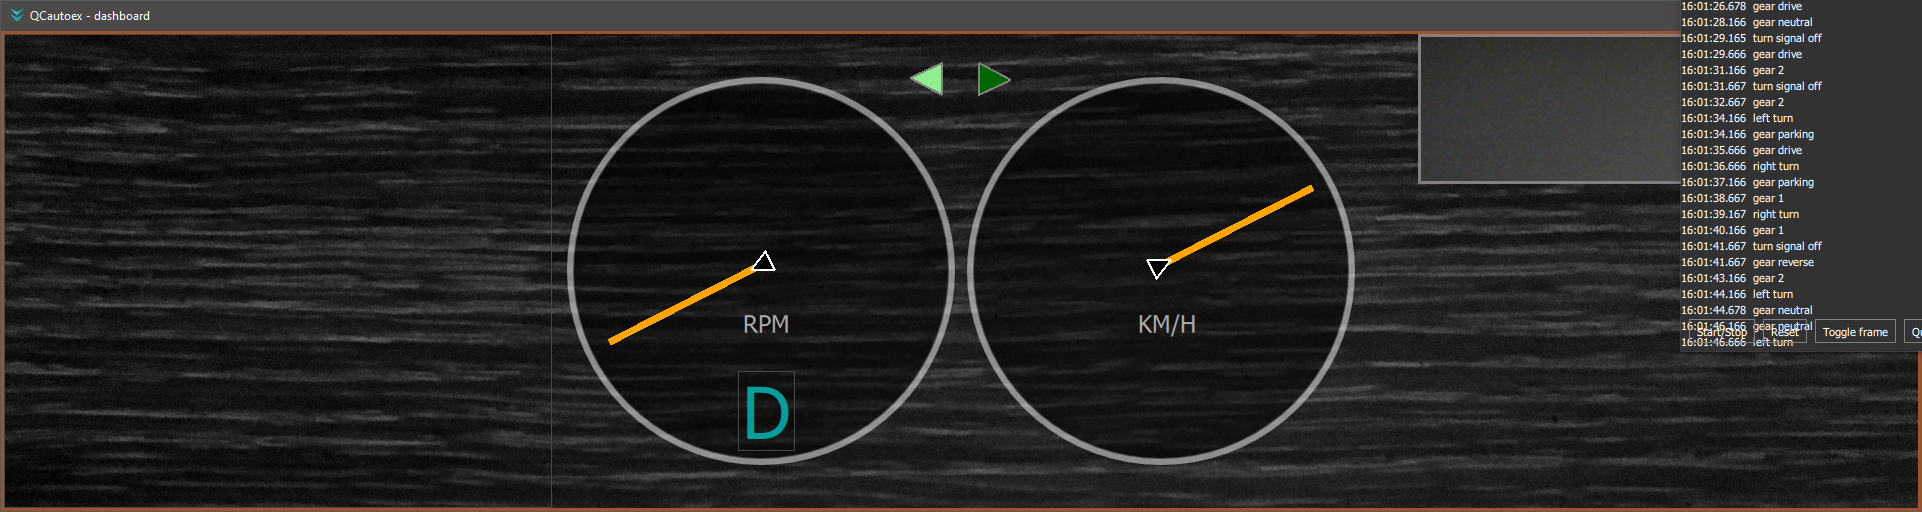 QCautoex - dashboard
RPM
D
KM/H
16:01:26.678 gear drive
16:01:28.166 gear neutral
16:01:29.165 turn signal off
16:01:29.666 gear drive
16:01:31.166 gear 2
16:01:31.667 turn signal off
16:01:32.667 gear 2
16:01:34.166 left turn
16:01:34.166 gear parking
16:01:35.666 gear drive
16:01:36.666 right turn
16:01:37.166 gear parking
16:01:38.667 gear 1
16:01:39.167 right turn
16:01:40.166 gear 1
16:01:41.667 turn signal off
16:01:41.667 gear reverse
16:01:43.166 gear 2
16:01:44.166 left turn
16:01:44.678 gear neutral
16:01:46.166 gear neutral
Start/Stop Reset Toggle frame
16:01:46.666 left turn